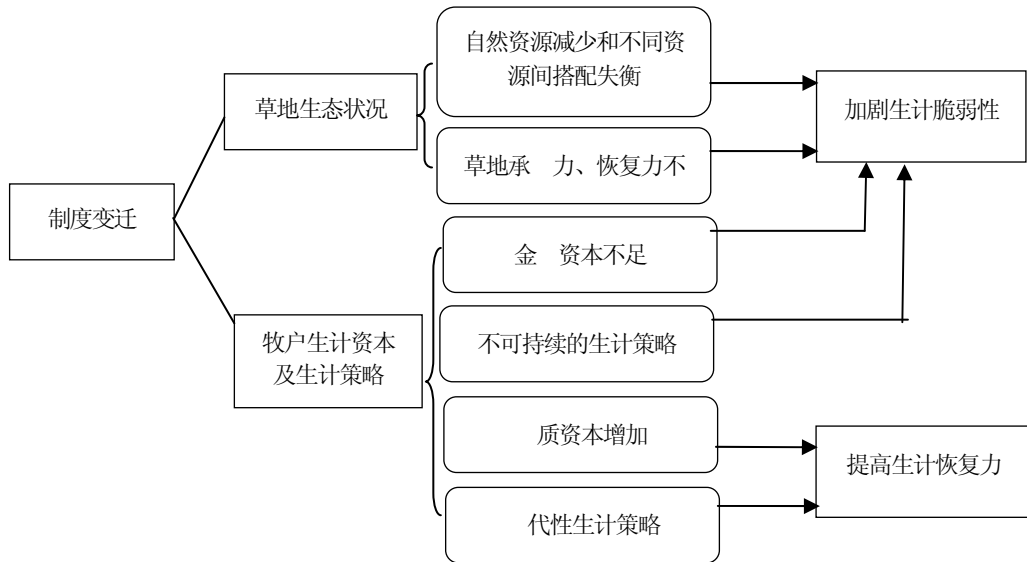 制度变迁
草地生态状况
牧户生计资本
及生计策略
自然资源减少和不同资
源间搭配失衡
草地承 力、恢复力不
金 资本不足
不可持续的生计策略
质资本增加
代性生计策略
加剧生计脆弱性
提高生计恢复力